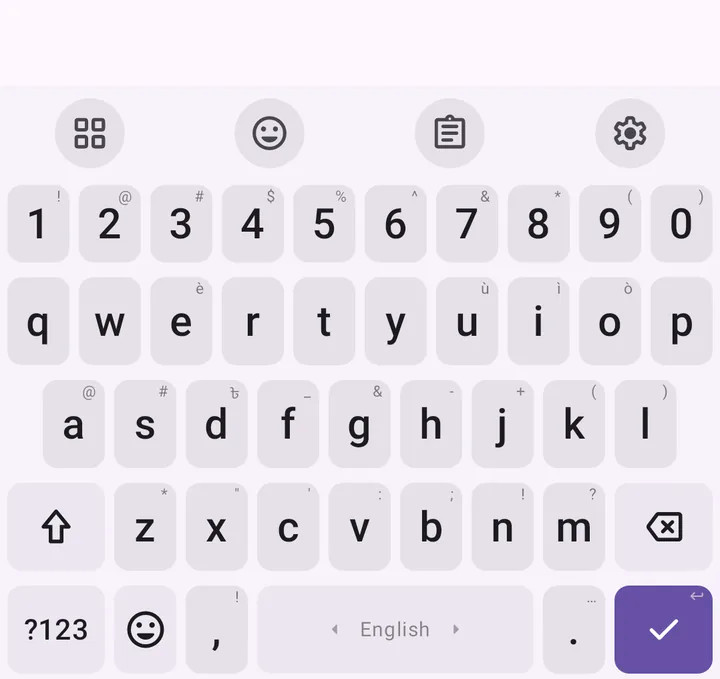 ! @ # $ % ^ & * ( )
1 2 3 4 5 6 7 8 9 0
è ù ì ò
q w e r t y u i o p
@ # ৳ _ & - + ( )
a s d f g h j k l
* " ' : ; ! ?
z x c v b n m
! …
?123 , English .